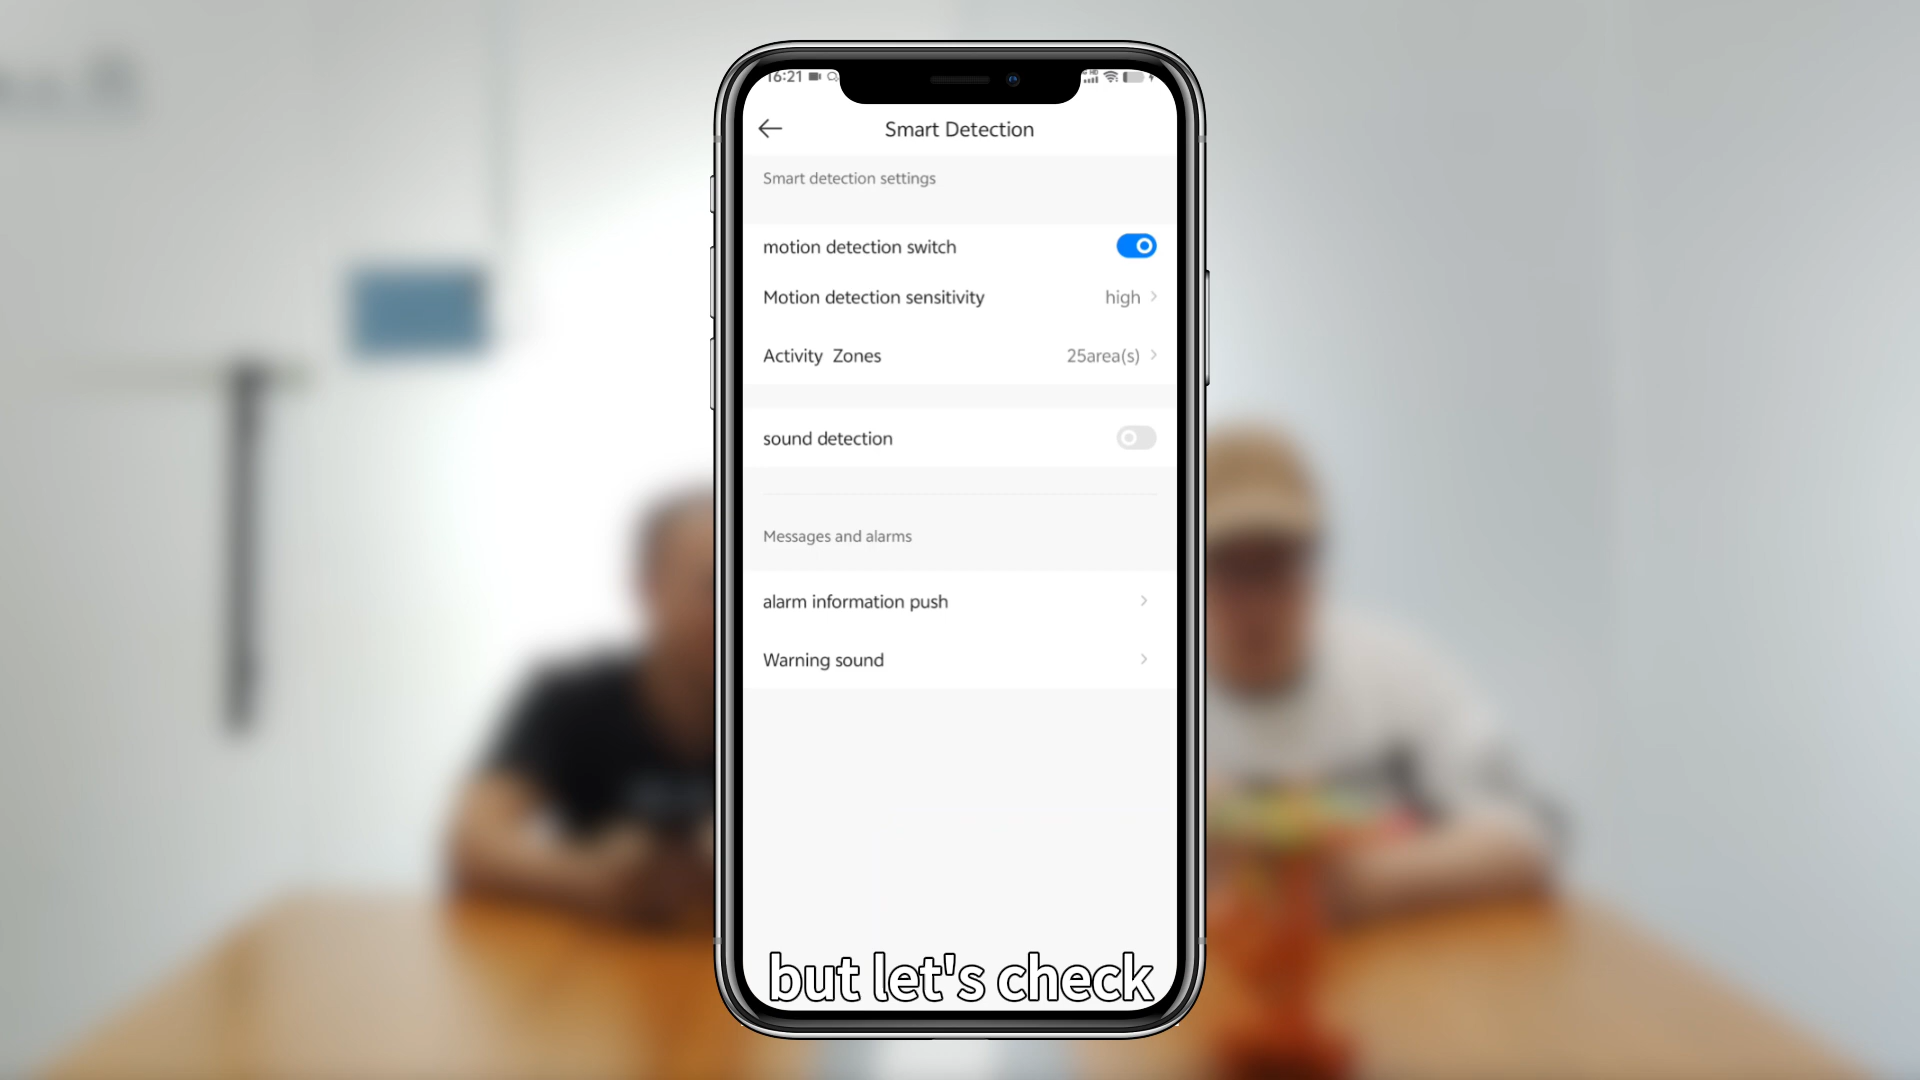 16:21
Smart Detection
Smart detection settings
motion detection switch
Motion detection sensitivity high
Activity Zones 25area(s)
sound detection
Messages and alarms
alarm information push
Warning sound
but let's check